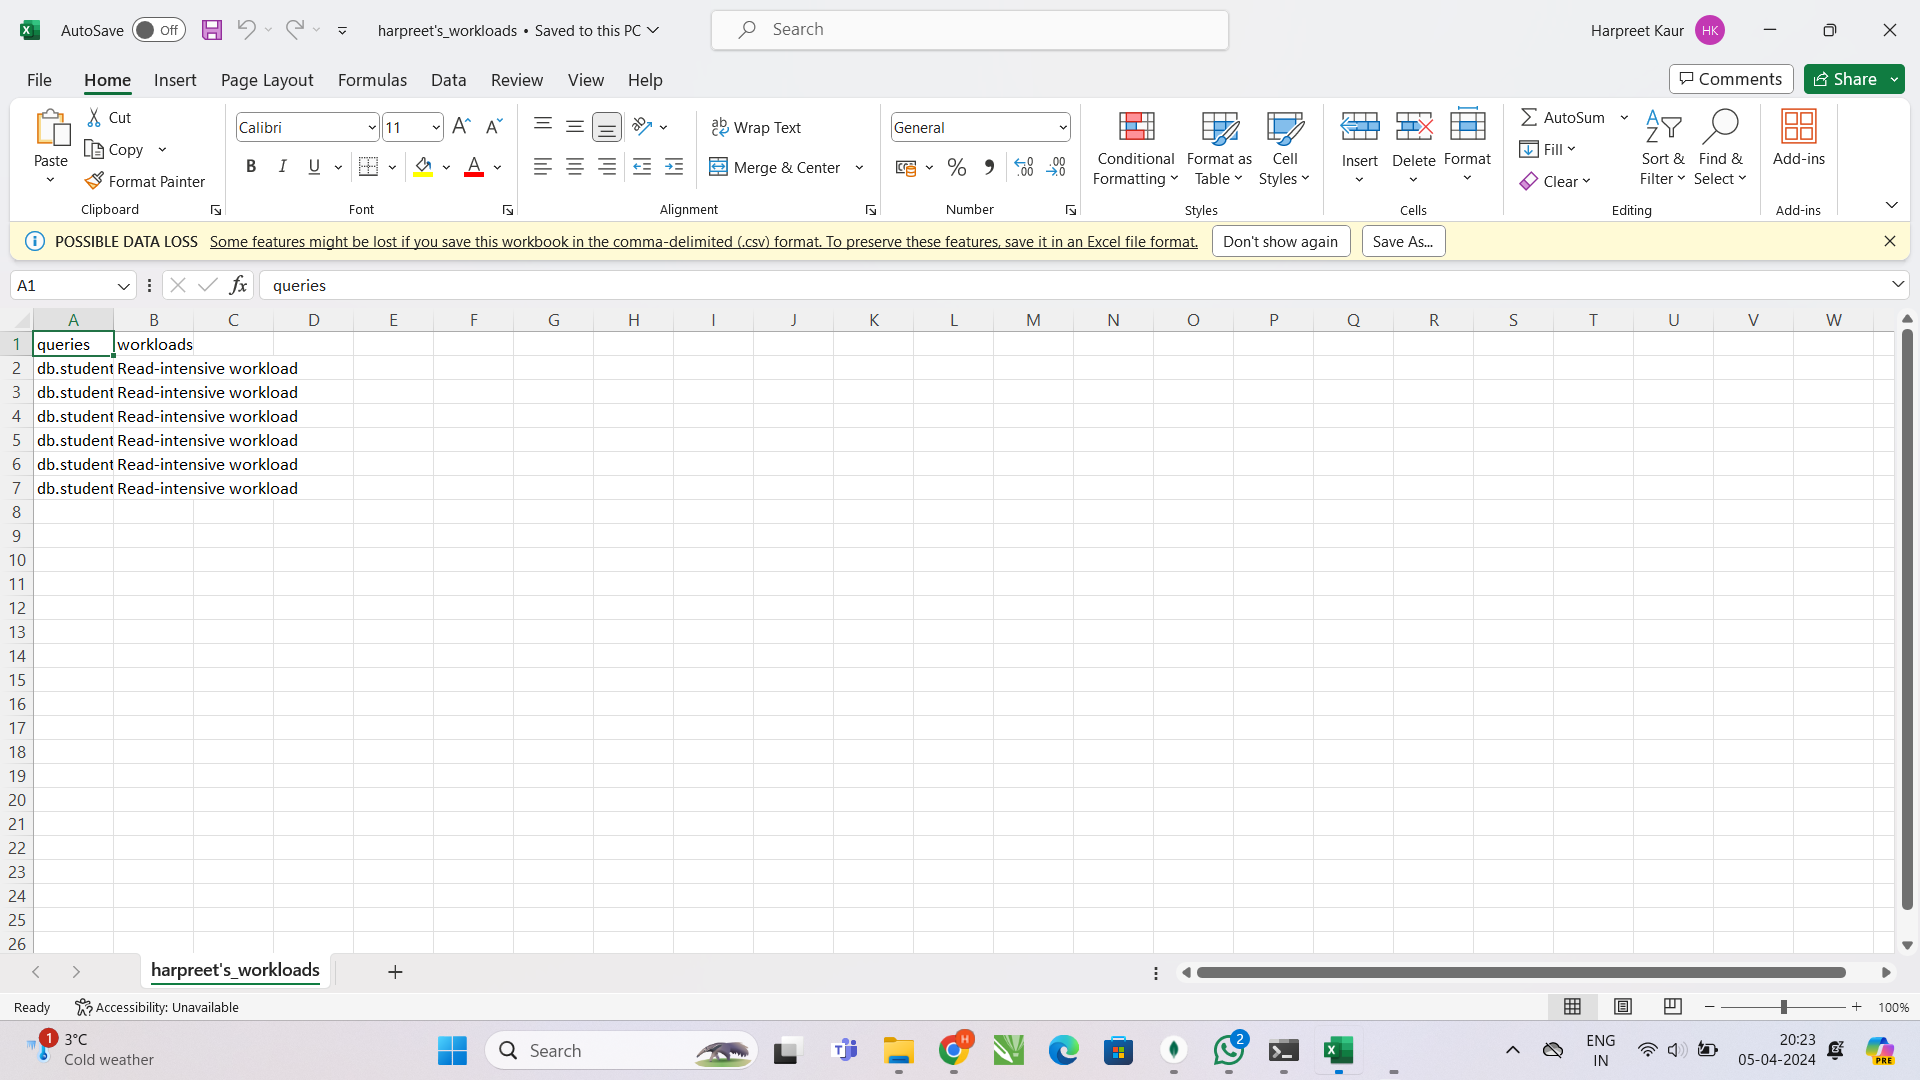 AutoSave Off harpreet's_workloads • Saved to this PC Search Harpreet Kaur HK
File Home Insert Page Layout Formulas Data Review View Help Comments Share
Paste Cut Copy Format Painter Clipboard
Calibri 11 B I U A Font
Wrap Text Merge & Center Alignment
General % Number
Conditional Formatting Format as Table Cell Styles Styles
Insert Delete Format Cells
AutoSum Fill Clear Sort & Filter Find & Select Editing
Add-ins Add-ins
POSSIBLE DATA LOSS Some features might be lost if you save this workbook in the comma-delimited (.csv) format. To preserve these features, save it in an Excel file format. Don't show again Save As...
A1 fx queries
A B C D E F G H I J K L M N O P Q R S T U V W
1 queries workloads
2 db.student Read-intensive workload
3 db.student Read-intensive workload
4 db.student Read-intensive workload
5 db.student Read-intensive workload
6 db.student Read-intensive workload
7 db.student Read-intensive workload
8
9
10
11
12
13
14
15
16
17
18
19
20
21
22
23
24
25
26
harpreet's_workloads
Ready Accessibility: Unavailable 100%
1 3°C
Cold weather
Search H 2 ENG
IN
20:23
05-04-2024
PRE